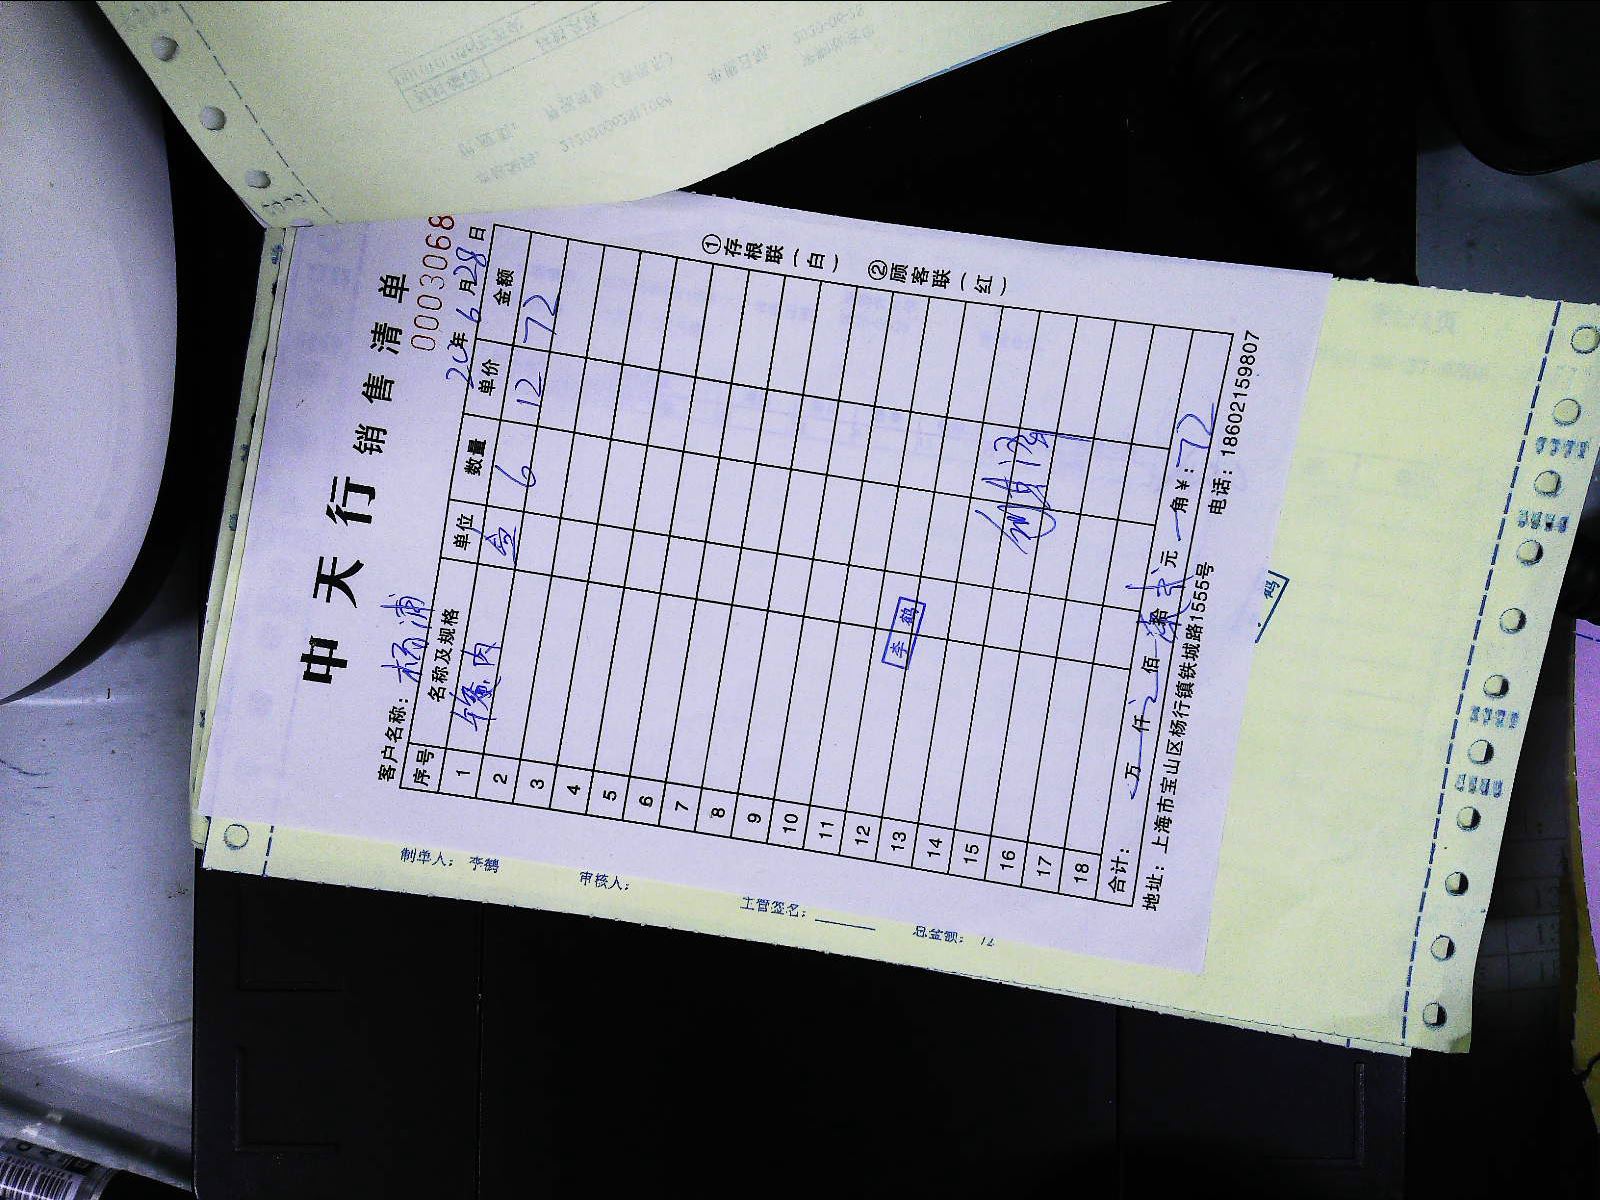 中天行销售清单
0003068
客户名称：杨浦
20年6月28日
序号 名称及规格 单位 数量 单价 金额
1 午餐肉 盒 6 12 72
2
3
4
5
6
7
8
9
10
11
12
13
14
15
16
17
18
李鹤
合计： 万 仟 佰 拾 元 角 ¥：72
地址：上海市宝山区杨行镇铁城路1555号 电话：18602159807
①存根联（白） ②顾客联（红）
制单人：李鹤 审核人： 主管签名： 总金额：72
鹤